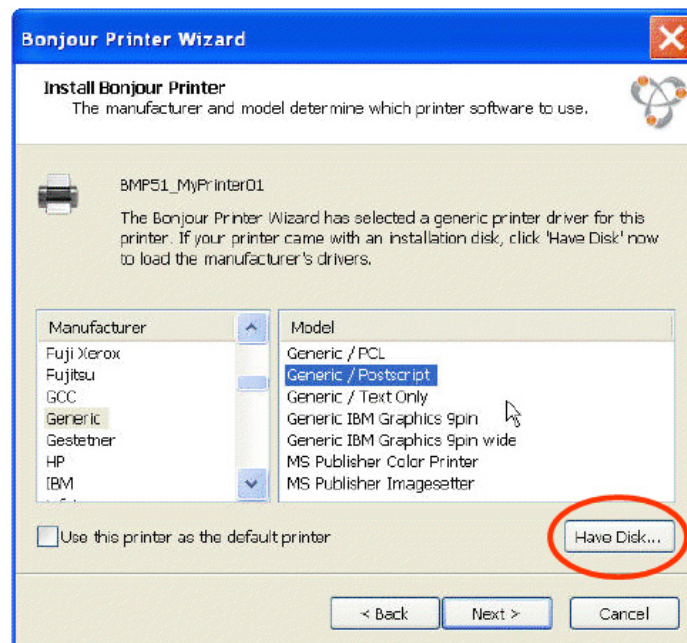 Bonjour Printer Wizard
Install Bonjour Printer
The manufacturer and model determine which printer software to use.
BMP51_MyPrinter01
The Bonjour Printer Wizard has selected a generic printer driver for this
printer. If your printer came with an installation disk, click 'Have Disk' now
to load the manufacturer's drivers.
Manufacturer
Fuji Xerox
Fujitsu
GCC
Generic
Gestetner
HP
IBM
Model
Generic / PCL
Generic / Postscript
Generic / Text Only
Generic IBM Graphics 9pin
Generic IBM Graphics 9pin wide
MS Publisher Color Printer
MS Publisher Imagesetter
Use this printer as the default printer
Have Disk...
< Back
Next >
Cancel